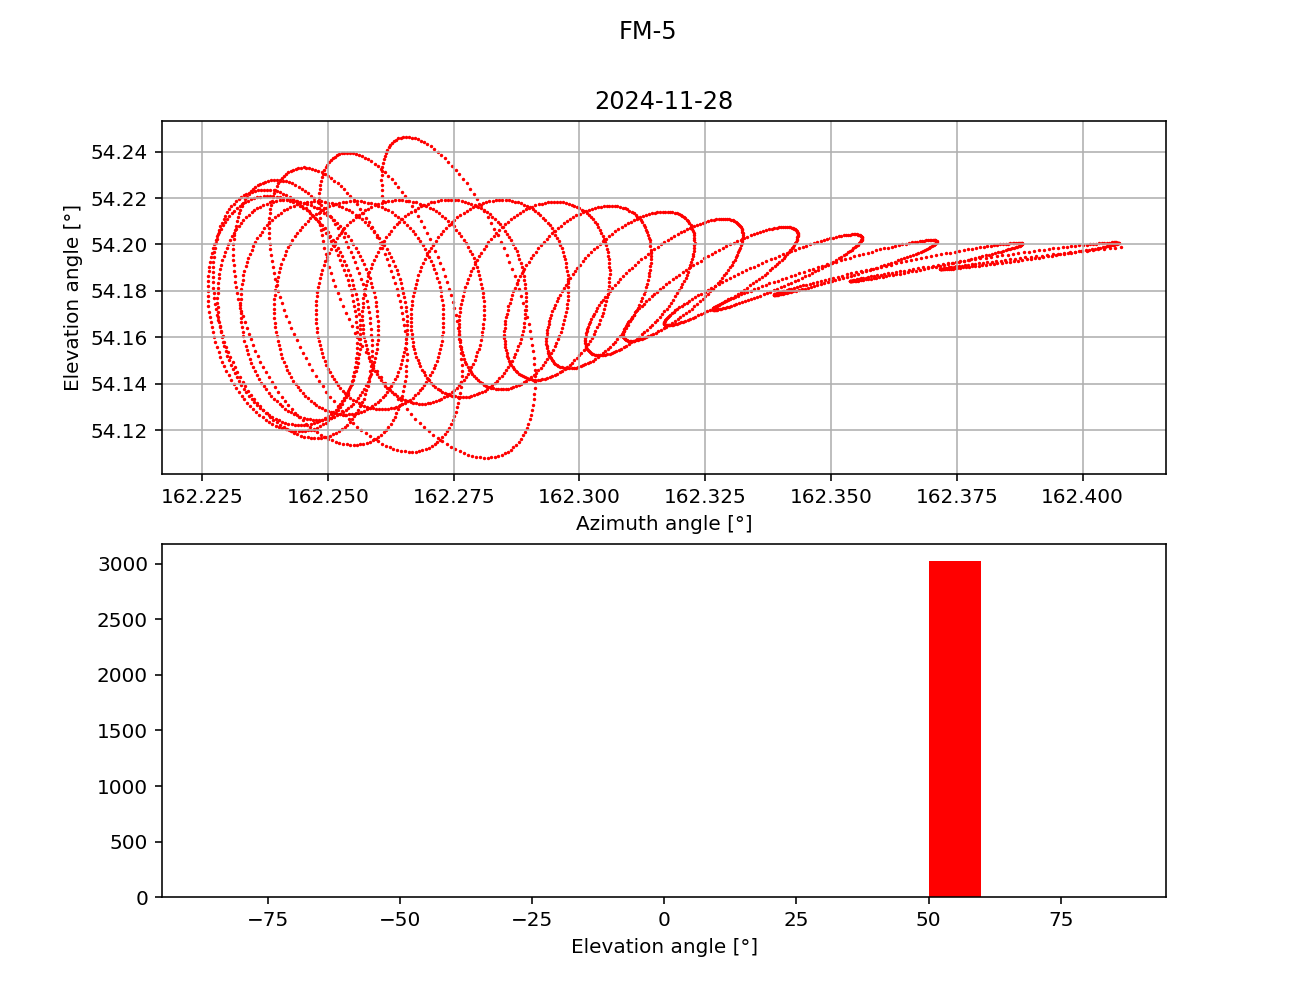 FM-5
2024-11-28
54.24
54.22
54.20
54.18
54.16
54.14
54.12
Elevation angle [°]
162.225 162.250 162.275 162.300 162.325 162.350 162.375 162.400
Azimuth angle [°]
3000
2500
2000
1500
1000
500
0
−75 −50 −25 0 25 50 75
Elevation angle [°]